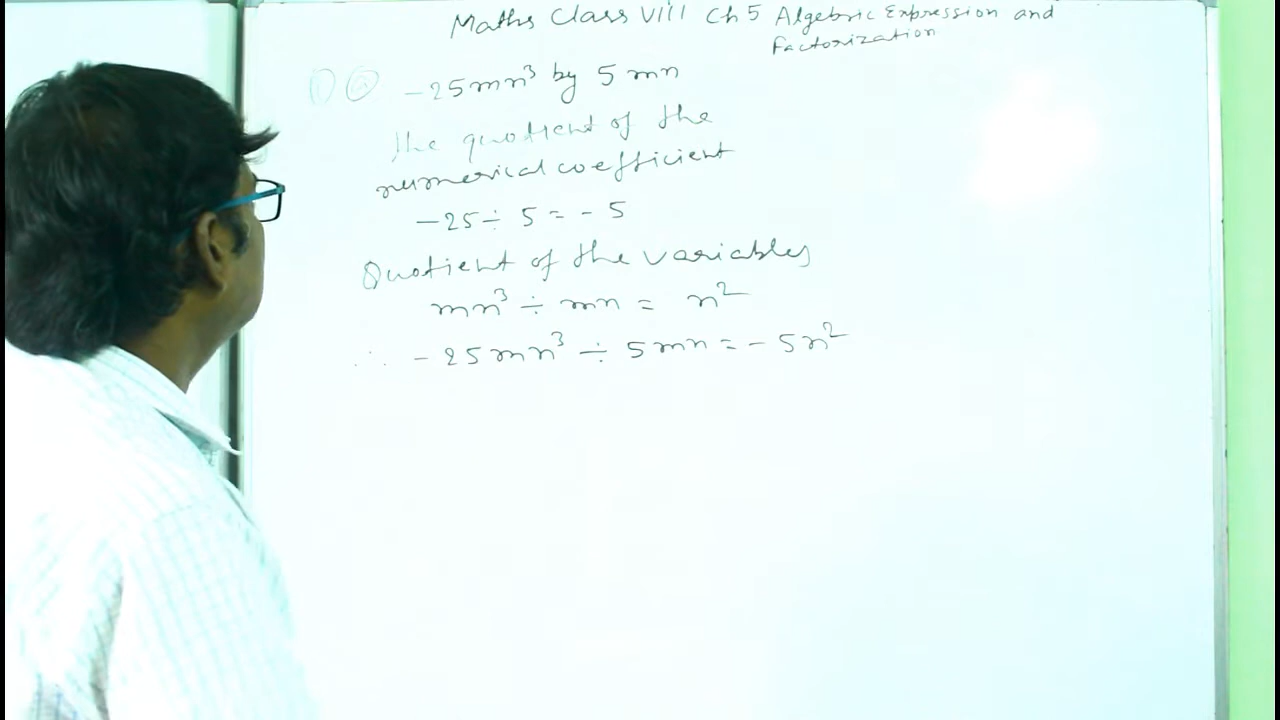 Maths Class VIII Ch 5 Algebric Expression and
Factorization
-25mn³ by 5mn
The quotient of the
numerical coefficient
-25 ÷ 5 = -5
Quotient of the variables
mn³ ÷ mn = n²
∴ -25mn³ ÷ 5mn = -5n²